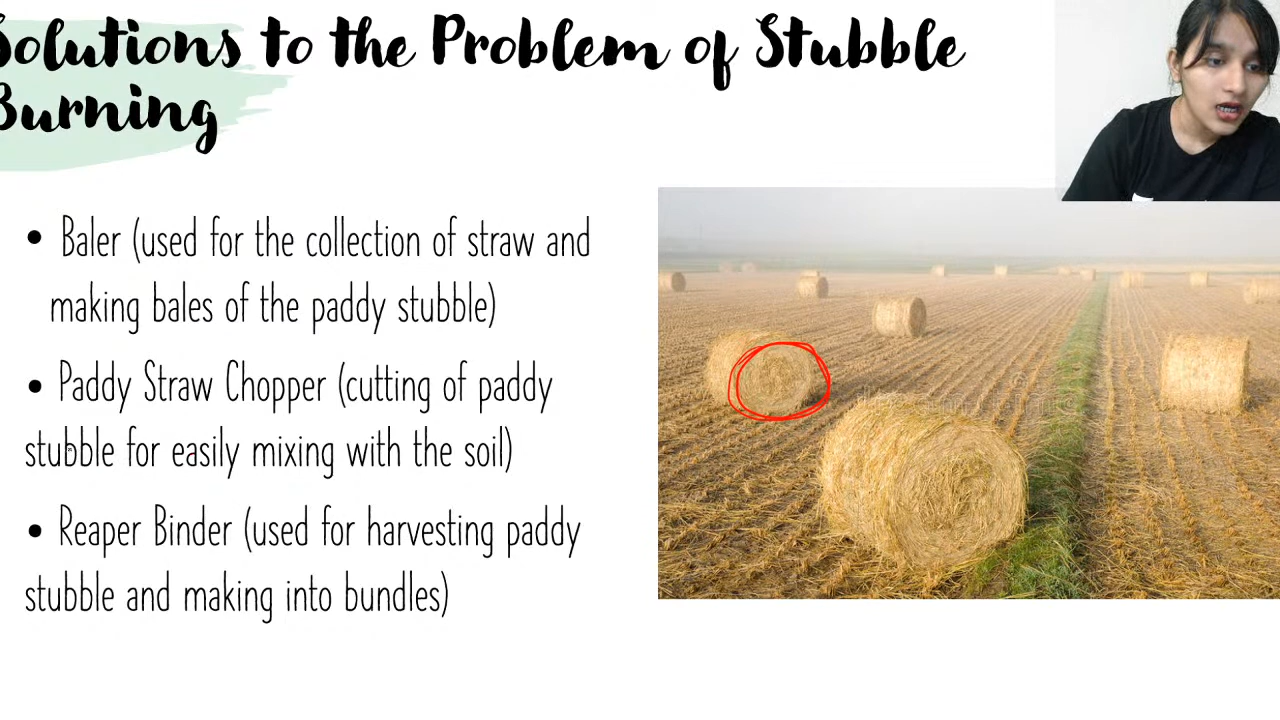 Solutions to the Problem of Stubble
Burning
• Baler (used for the collection of straw and
making bales of the paddy stubble)
• Paddy Straw Chopper (cutting of paddy
stubble for easily mixing with the soil)
• Reaper Binder (used for harvesting paddy
stubble and making into bundles)